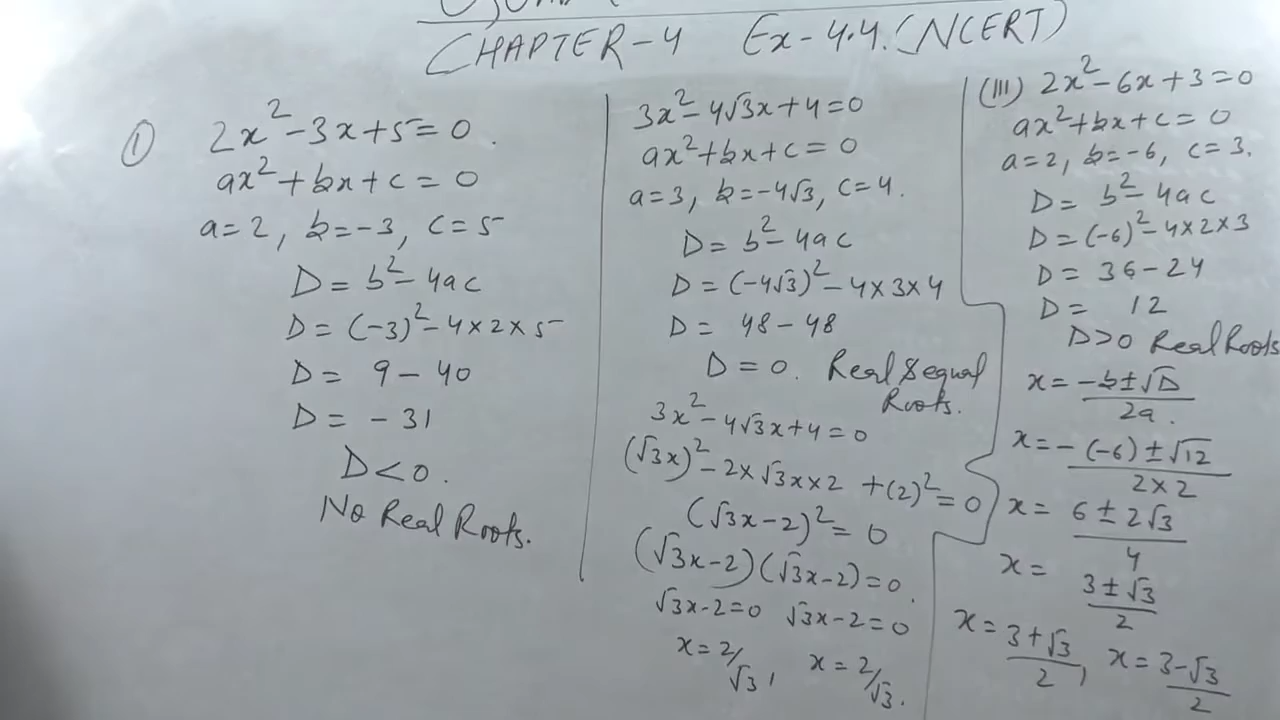 CHAPTER-4 Ex-4.4. (NCERT)
① 2x²-3x+5=0.
ax²+bx+c=0
a=2, b=-3, c=5
D=b²-4ac
D=(-3)²-4×2×5
D= 9-40
D= -31
D<0.
No Real Roots.
3x²-4√3x+4=0
ax²+bx+c=0
a=3, b=-4√3, c=4.
D=b²-4ac
D=(-4√3)²-4×3×4
D= 48-48
D=0. Real & equal
Roots.
3x²-4√3x+4=0
(√3x)²-2×√3x×2 +(2)²=0
(√3x-2)²=0
(√3x-2)(√3x-2)=0.
√3x-2=0 √3x-2=0
x=2/√3, x=2/√3.
(III) 2x²-6x+3=0
ax²+bx+c=0
a=2, b=-6, c=3.
D= b²-4ac
D=(-6)²-4×2×3
D= 36-24
D= 12
D>0 Real Roots
x=-b±√D/2a.
x=-(-6)±√12/2×2
x= 6±2√3/4
x= 3±√3/2
x=3+√3/2, x=3-√3/2